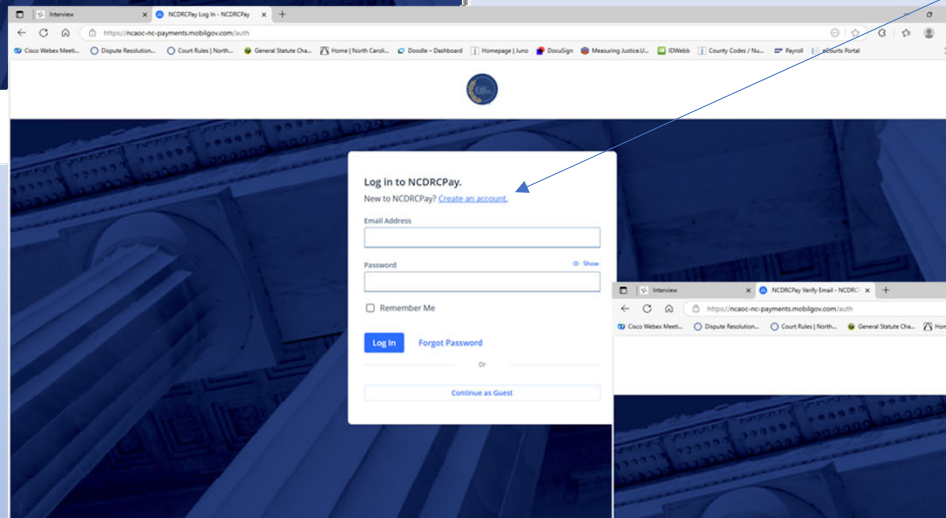 Interview
NCDRCPay Log In - NCDRCPay
https://ncaoc-nc-payments.mobilgov.com/auth
Cisco Webex Meeti... Dispute Resolution... Court Rules | North... General Statute Cha... Home | North Caroli... Doodle – Dashboard Homepage | Juno DocuSign Measuring Justice.U... IDWebb County Codes / Nu... Payroll eCourts Portal
Log in to NCDRCPay.
New to NCDRCPay? Create an account.
Email Address
Password
Show
Remember Me
Log In Forgot Password
Or
Continue as Guest
Interview
NCDRCPay Verify Email - NCDRC
https://ncaoc-nc-payments.mobilgov.com/auth
Cisco Webex Meeti... Dispute Resolution... Court Rules | North... General Statute Cha... Hom